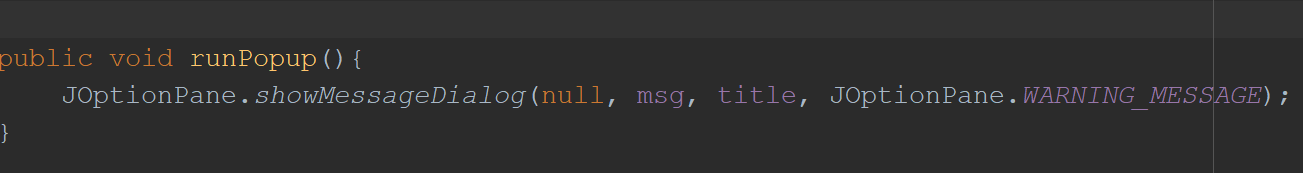 public void runPopup(){
    JOptionPane.showMessageDialog(null, msg, title, JOptionPane.WARNING_MESSAGE);
}